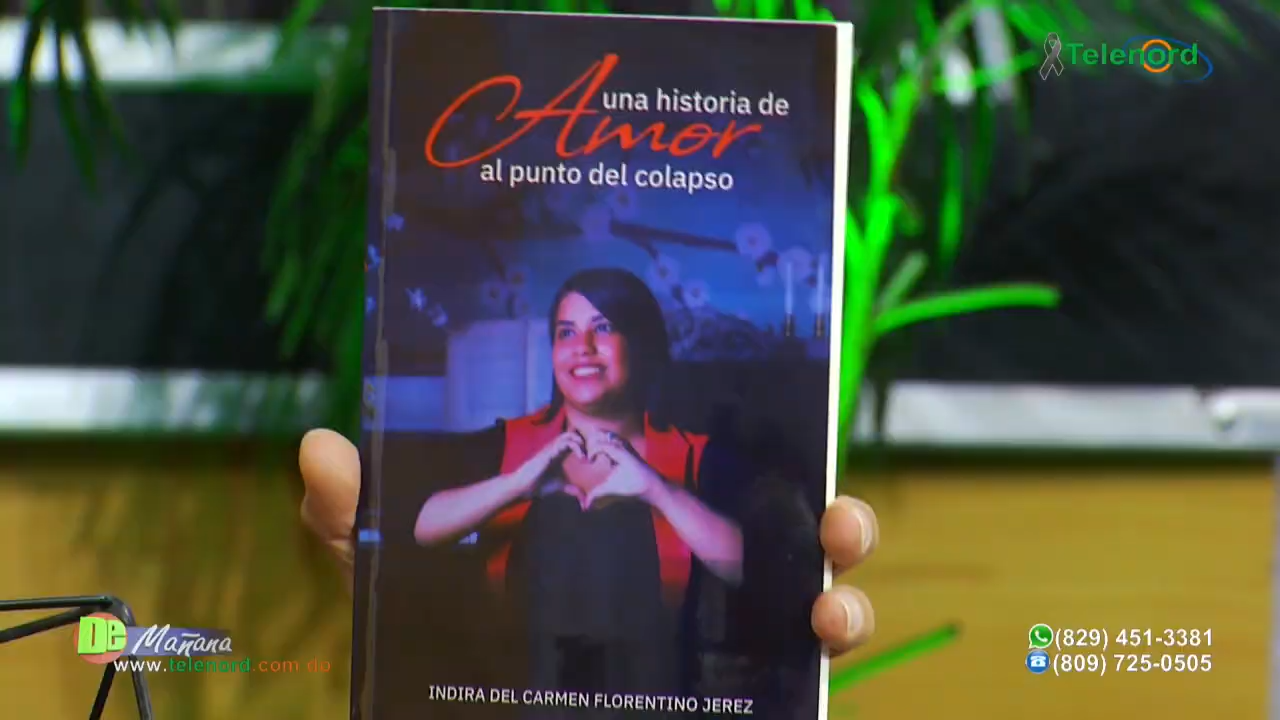 Telenord
una historia de
Amor
al punto del colapso
INDIRA DEL CARMEN FLORENTINO JEREZ
De Mañana
www.telenord.com.do
(829) 451-3381
(809) 725-0505